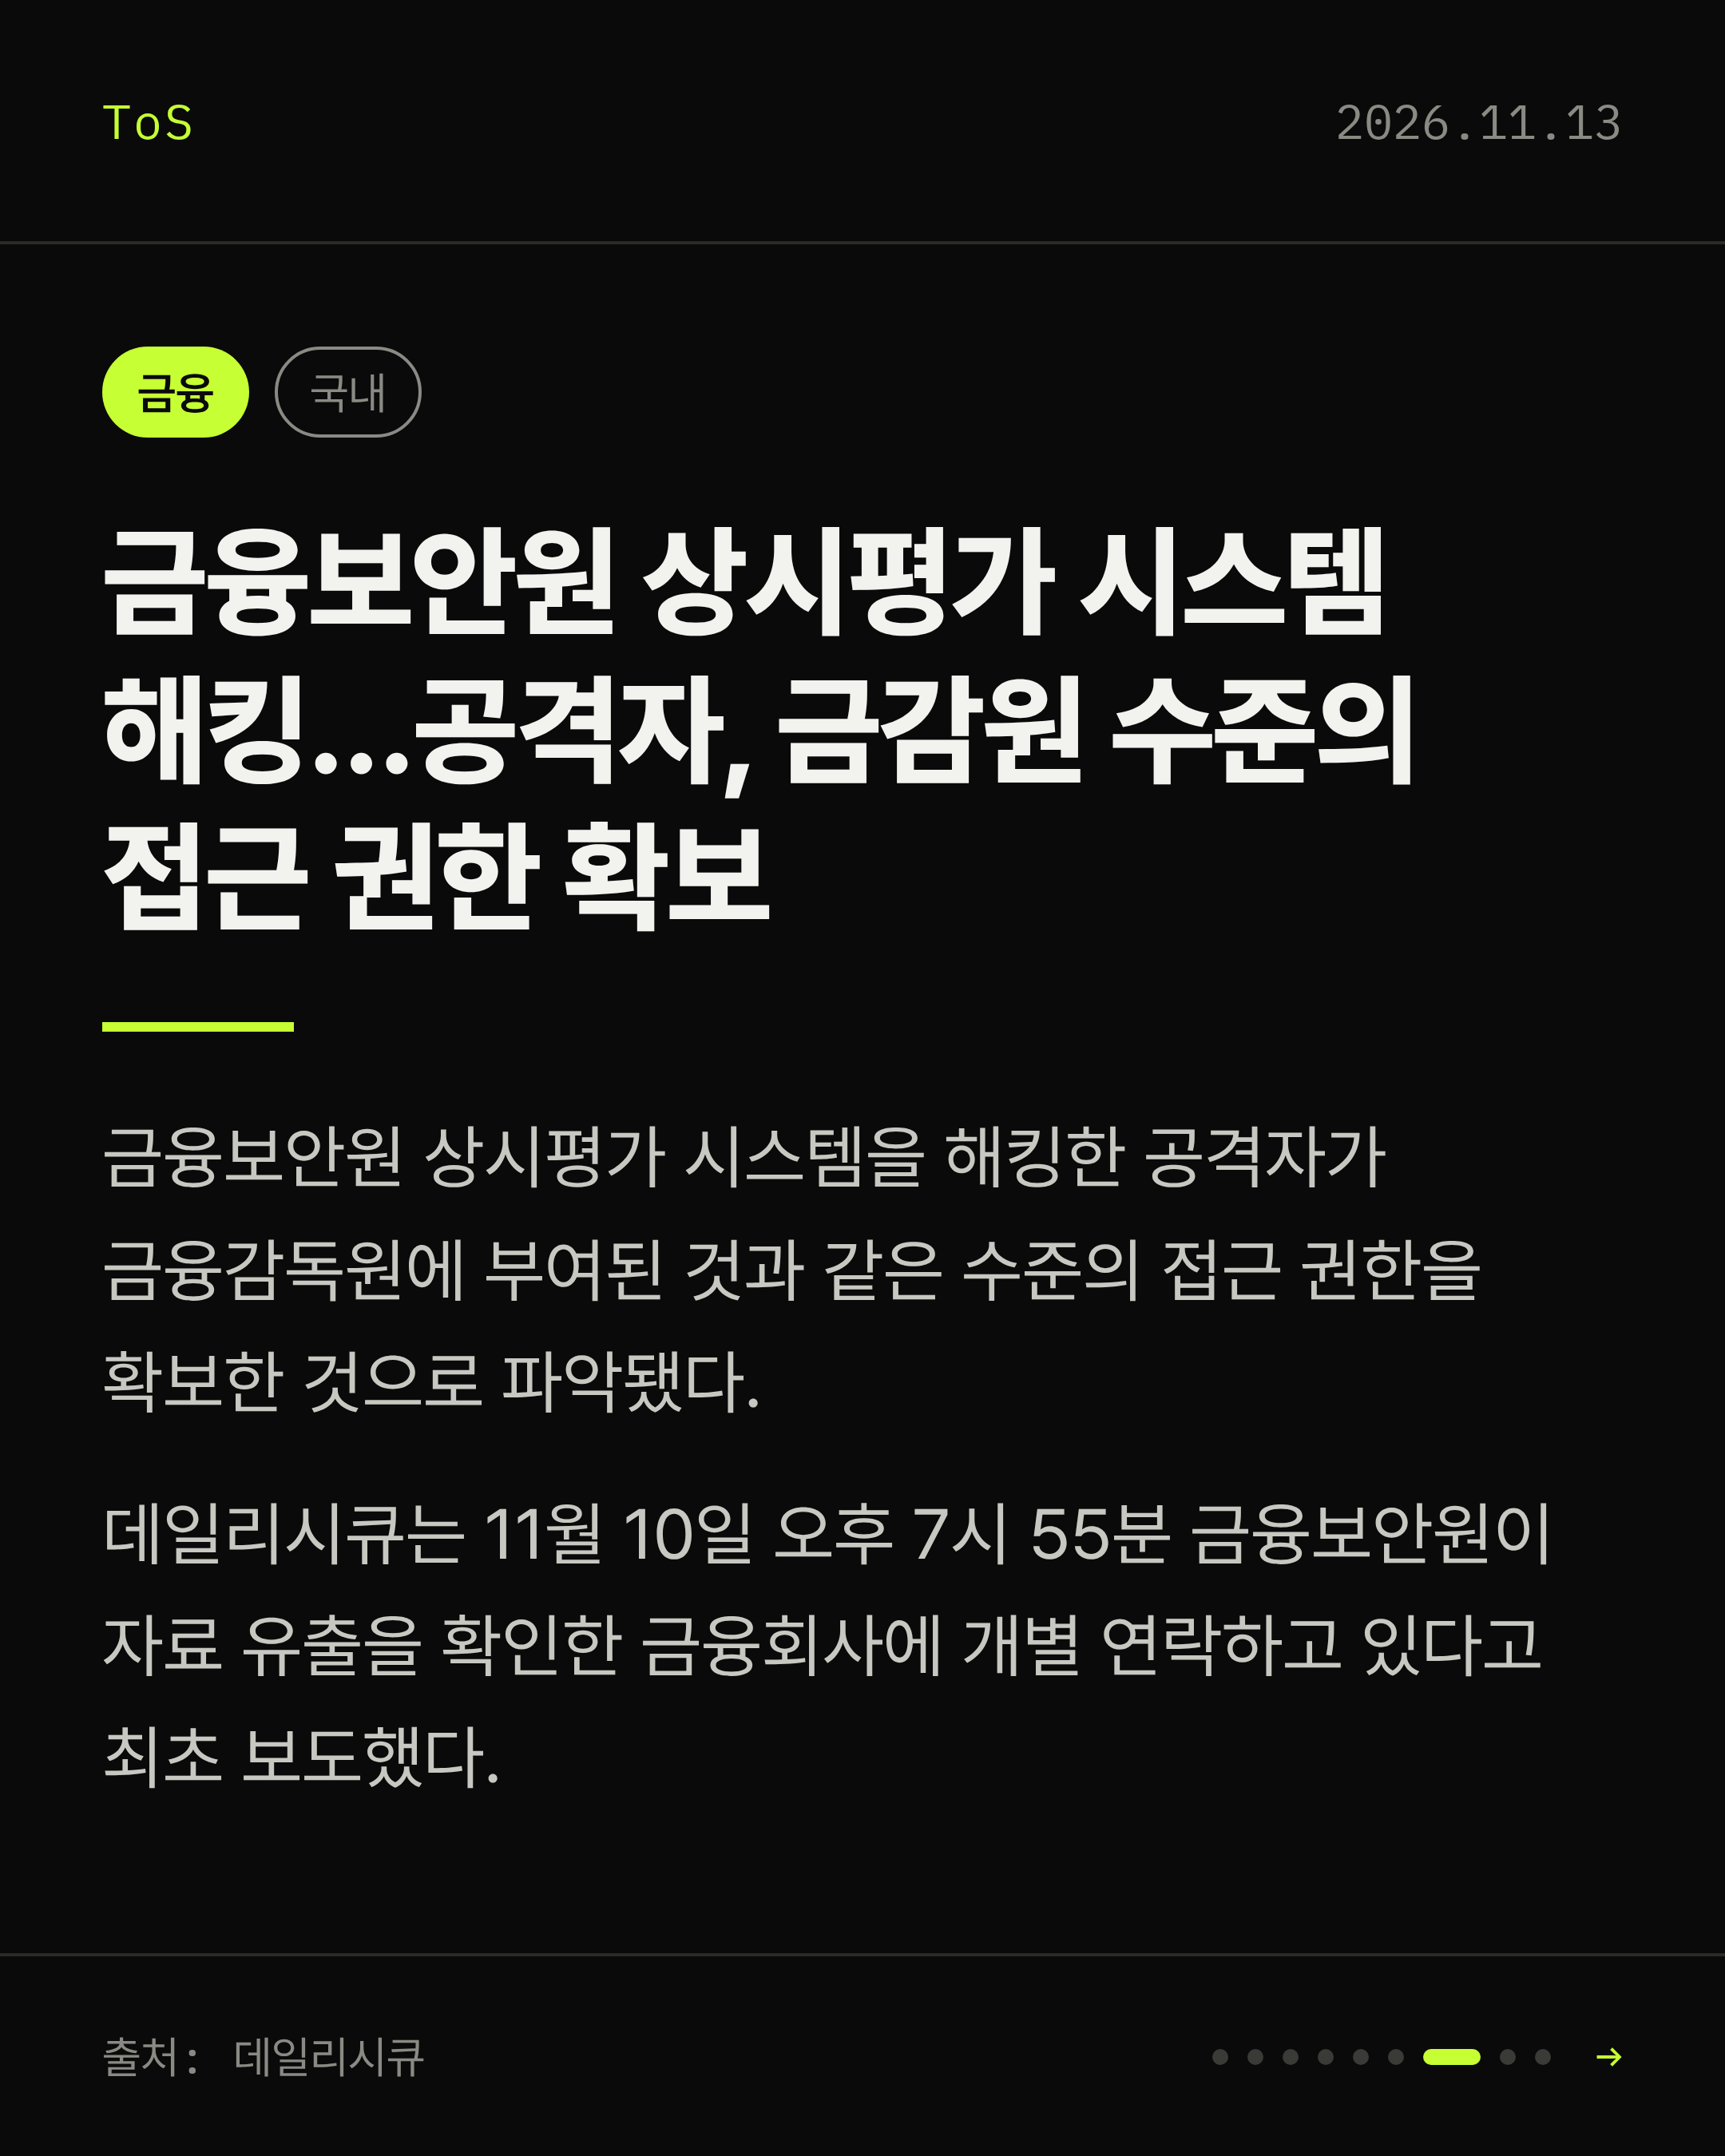 ToS
2026.11.13
금융
국내
금융보안원 상시평가 시스템
해킹...공격자, 금감원 수준의
접근 권한 확보
금융보안원 상시평가 시스템을 해킹한 공격자가
금융감독원에 부여된 것과 같은 수준의 접근 권한을
확보한 것으로 파악됐다.
데일리시큐는 11월 10일 오후 7시 55분 금융보안원이
자료 유출을 확인한 금융회사에 개별 연락하고 있다고
최초 보도했다.
출처: 데일리시큐
→